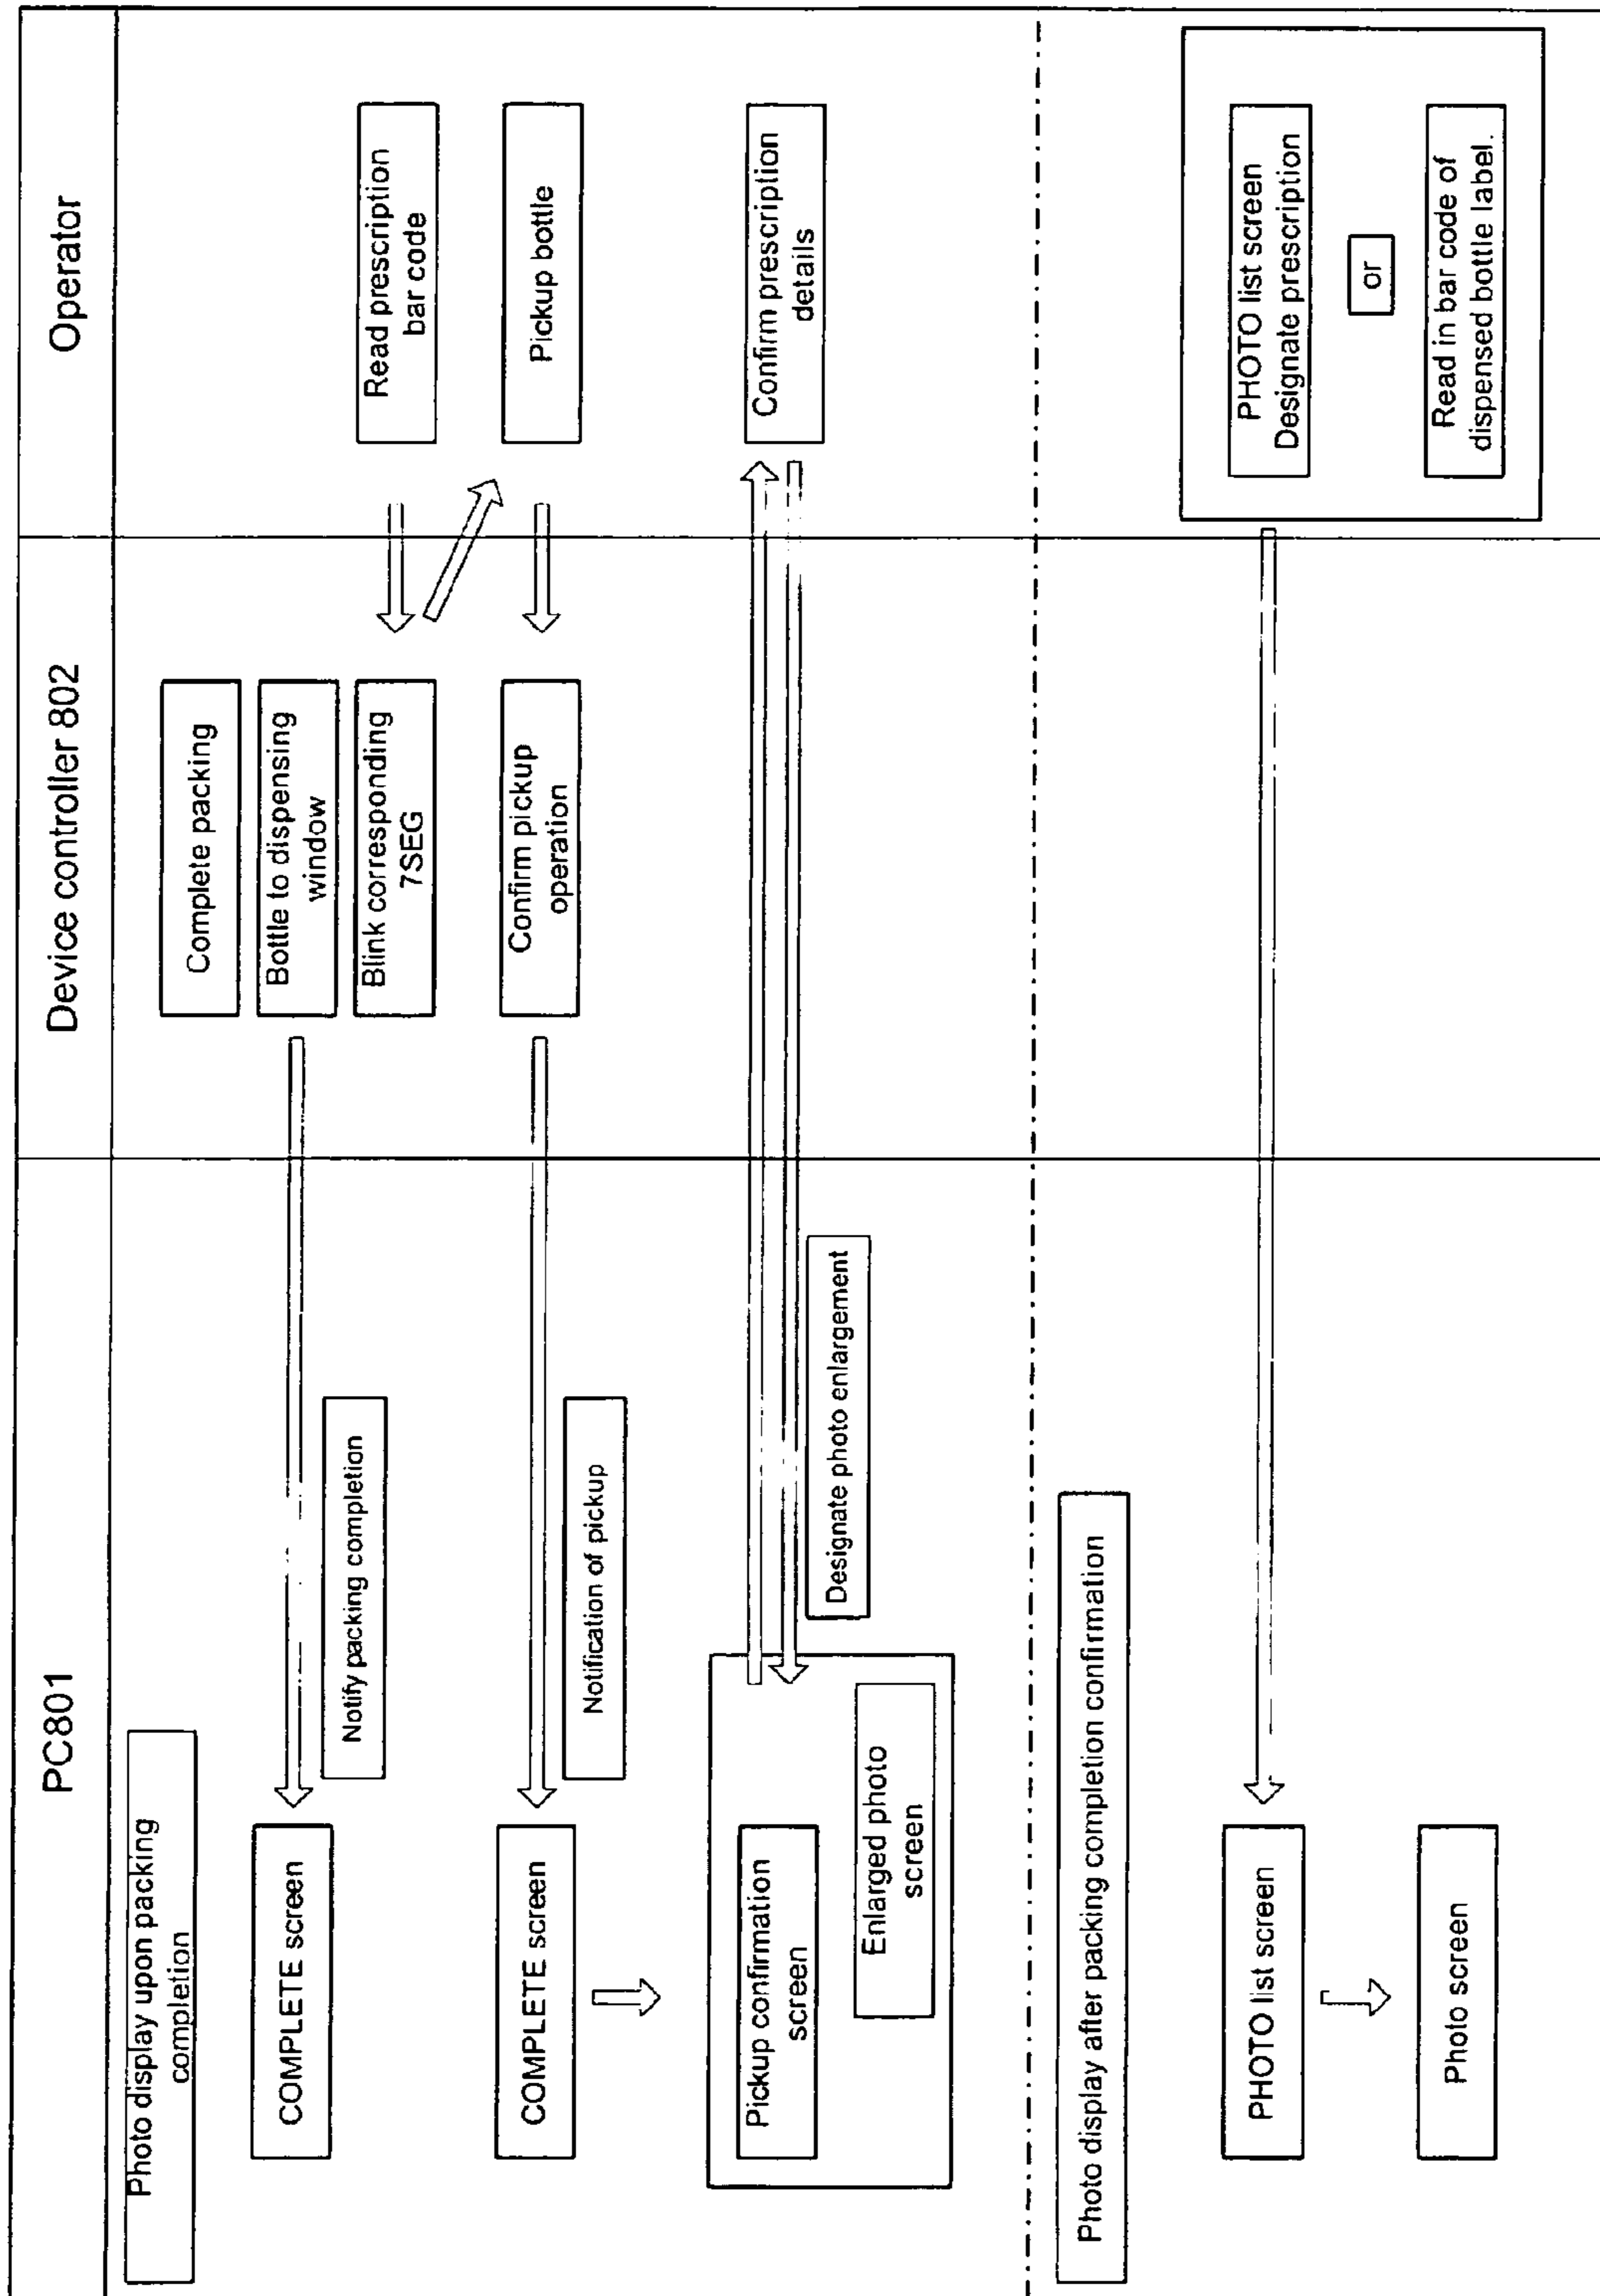 PC801
Device controller 802
Operator
Photo display upon packing
completion
Complete packing
Bottle to dispensing
window
COMPLETE screen
Notify packing completion
Blink corresponding
7SEG
Read prescription
bar code
Pickup bottle
Confirm pickup
operation
COMPLETE screen
Notification of pickup
Pickup confirmation
screen
Enlarged photo
screen
Confirm prescription
details
Designate photo enlargement
Photo display after packing completion confirmation
PHOTO list screen
Designate prescription
or
Read in bar code of
dispensed bottle label.
PHOTO list screen
Photo screen